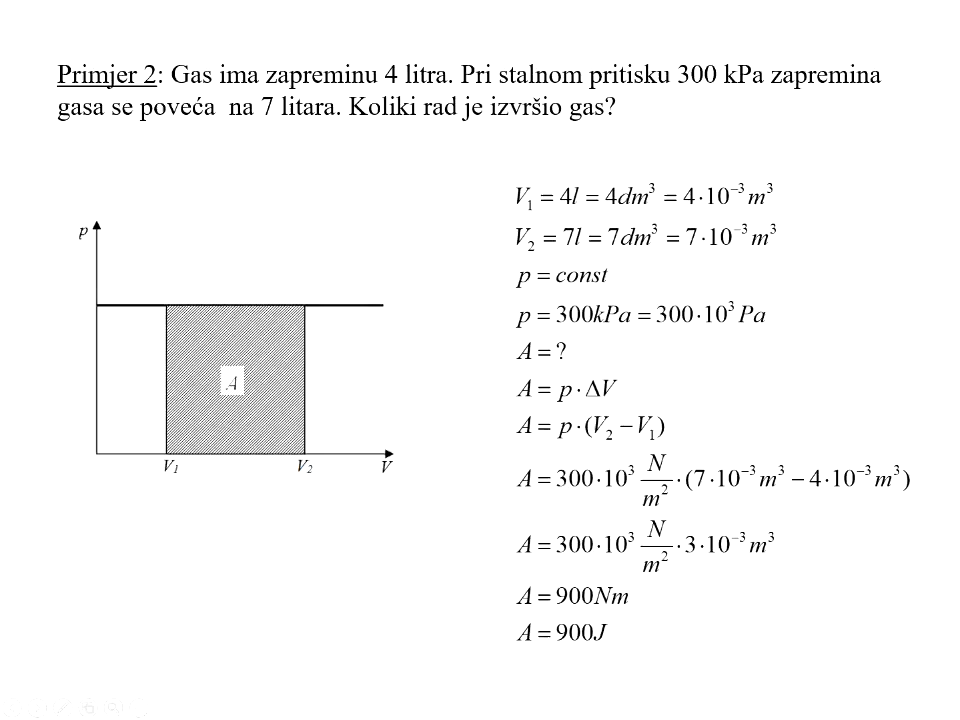 Primjer 2: Gas ima zapreminu 4 litra. Pri stalnom pritisku 300 kPa zapremina
gasa se poveća na 7 litara. Koliki rad je izvršio gas?
p
A
V₁ V₂ V
V₁ = 4l = 4dm³ = 4·10⁻³ m³
V₂ = 7l = 7dm³ = 7·10⁻³ m³
p = const
p = 300kPa = 300·10³ Pa
A = ?
A = p·ΔV
A = p·(V₂ − V₁)
A = 300·10³ N/m² ·(7·10⁻³ m³ − 4·10⁻³ m³)
A = 300·10³ N/m² ·3·10⁻³ m³
A = 900Nm
A = 900J